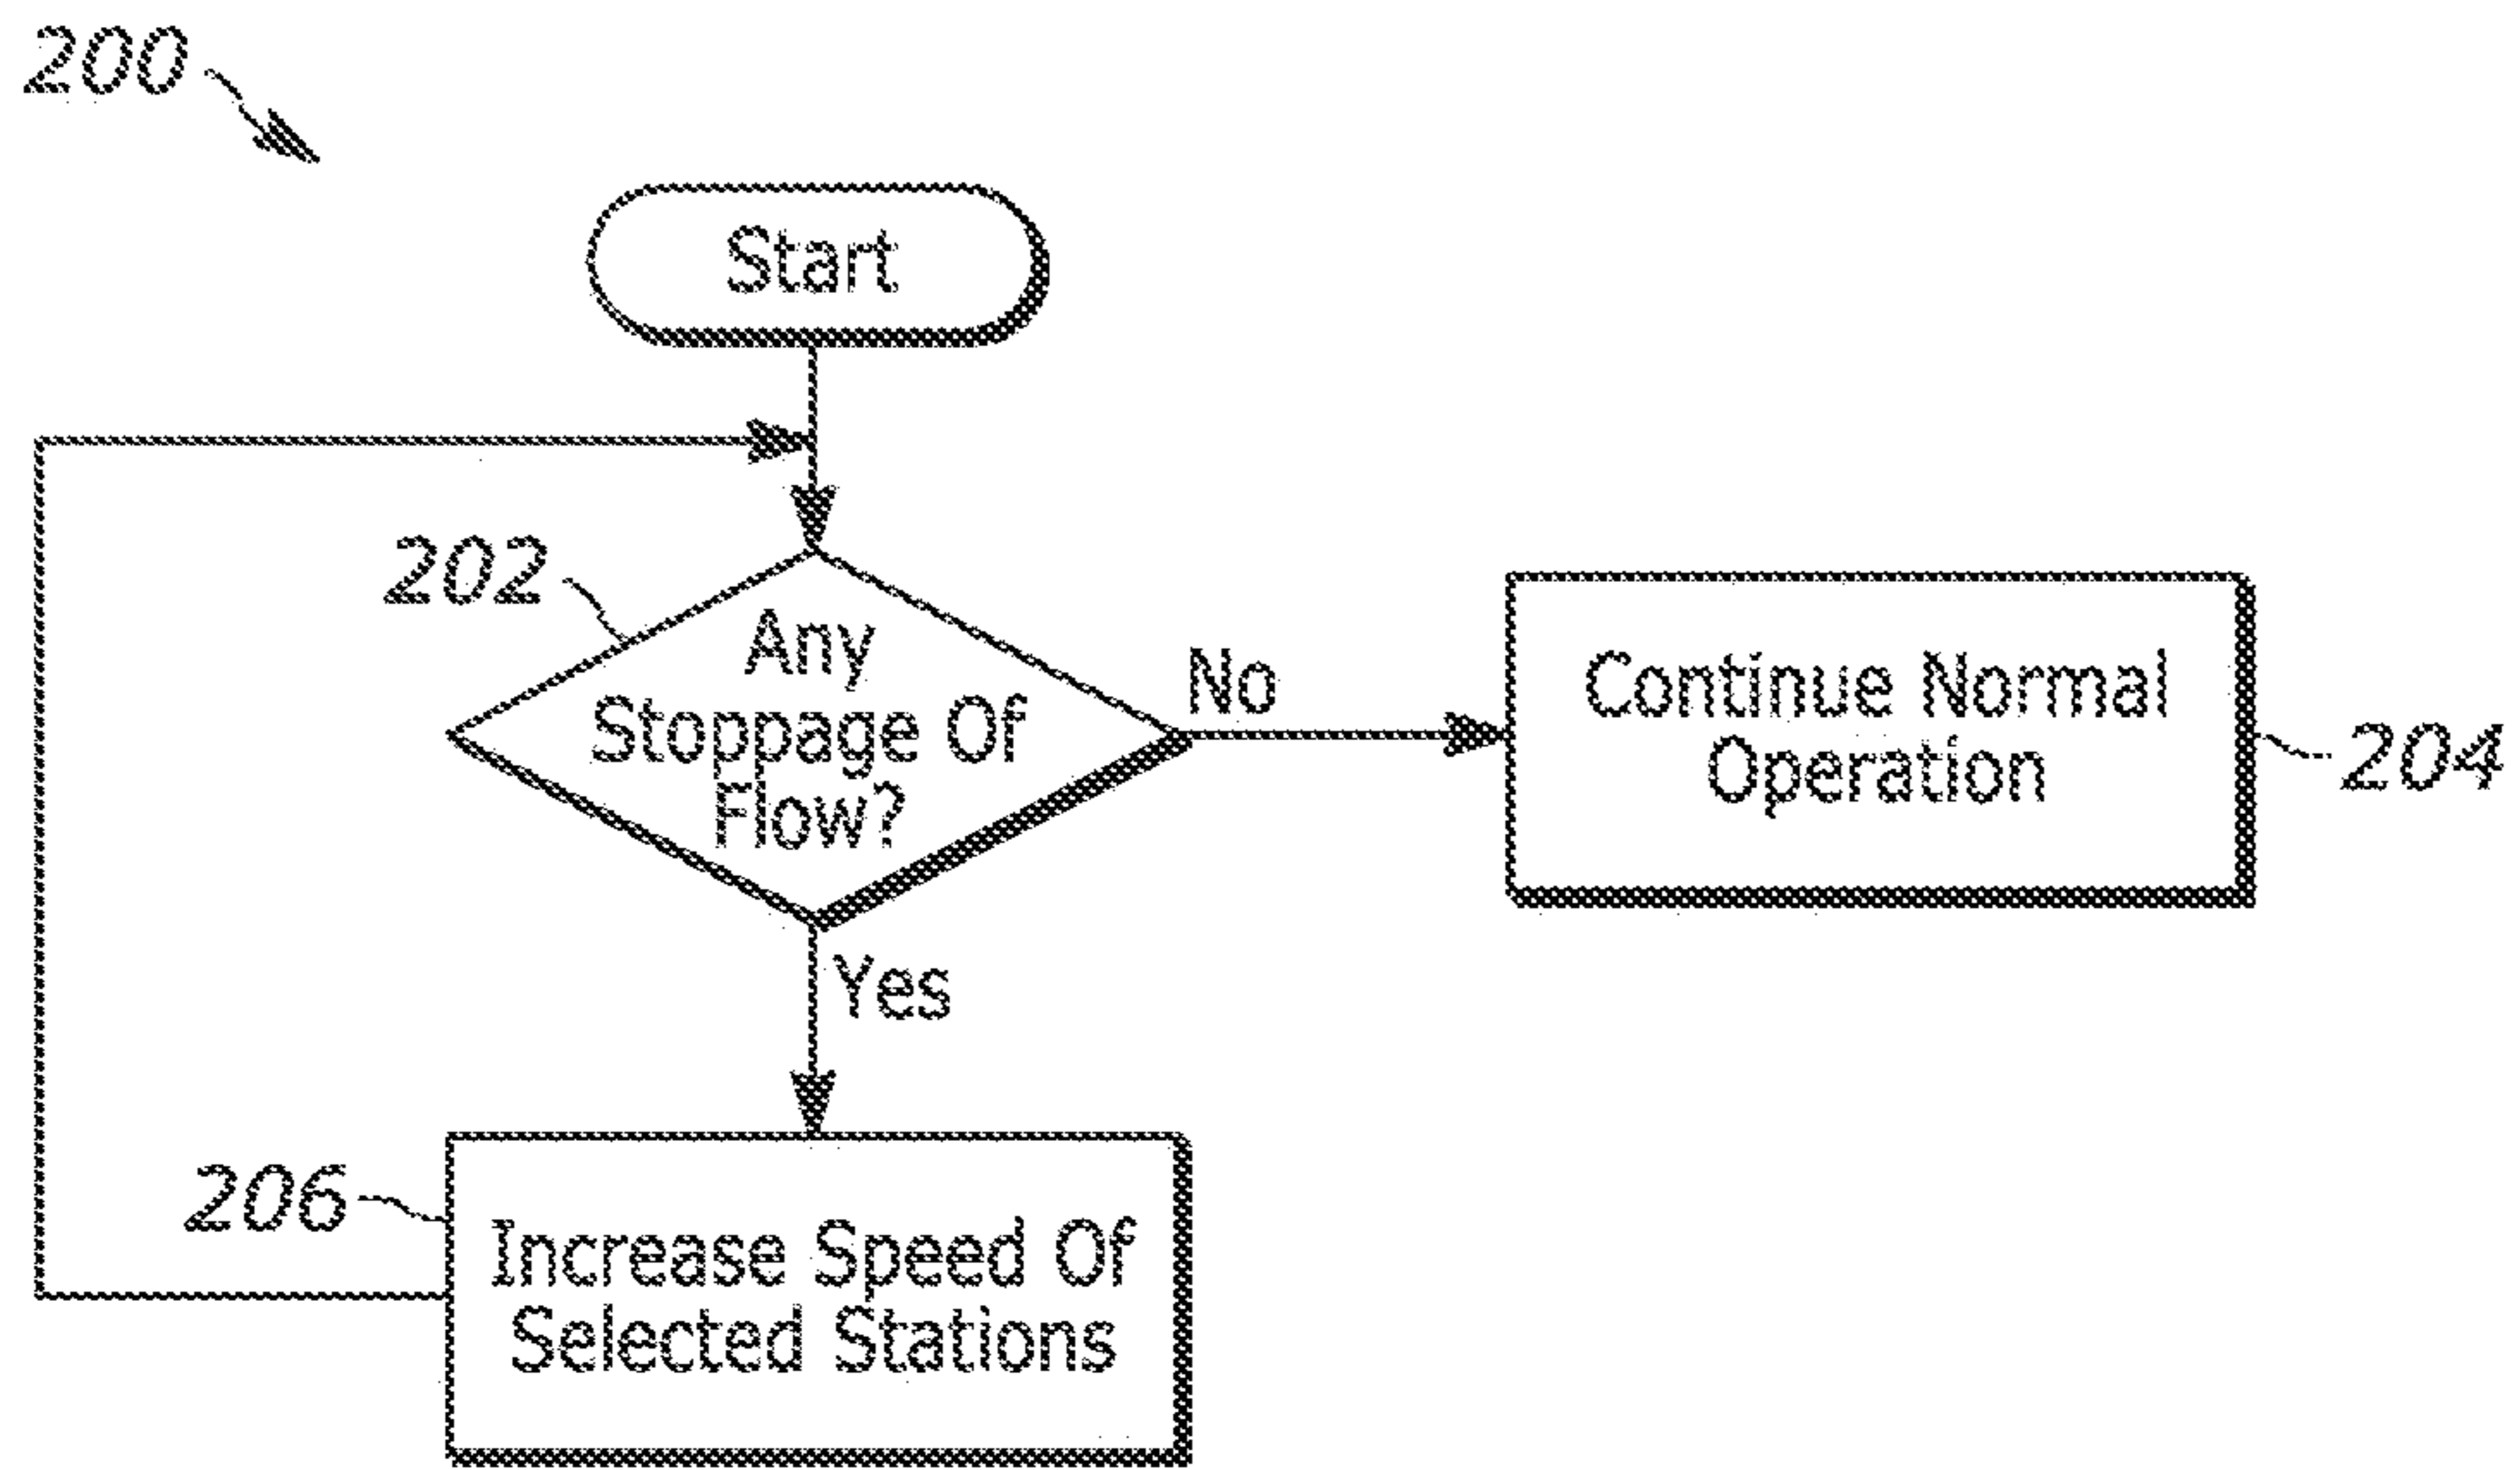 200
Start
202
Any
Stoppage Of
Flow?
No
Continue Normal
Operation
204
Yes
206
Increase Speed Of
Selected Stations